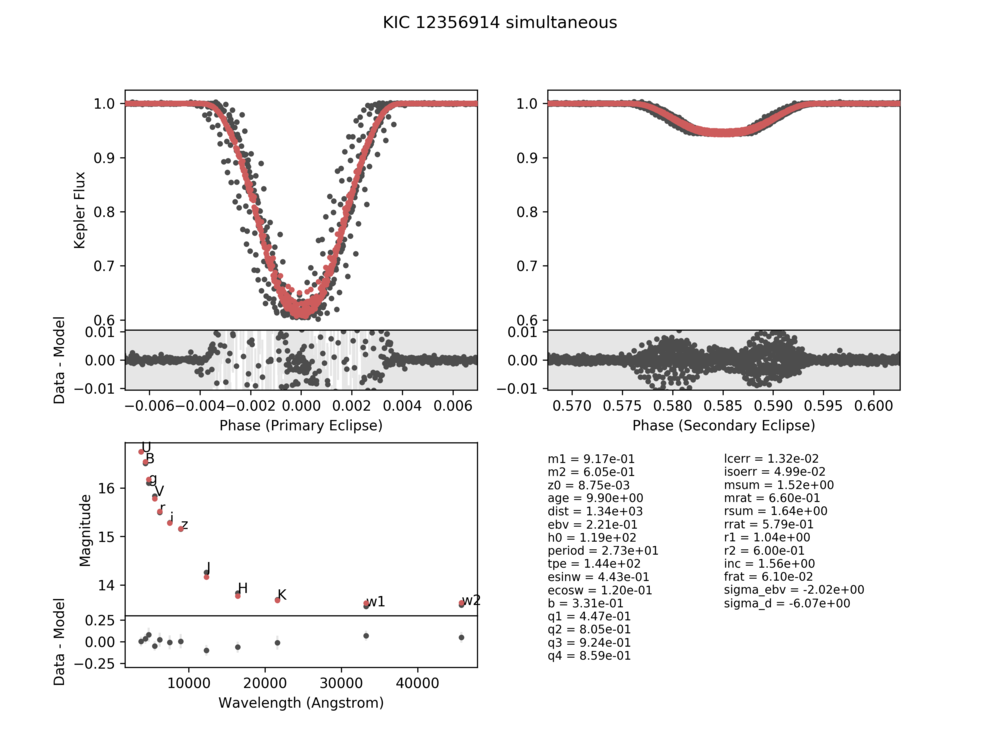 KIC 12356914 simultaneous
Kepler Flux
1.0
0.9
0.8
0.7
0.6
Data - Model
0.01
0.00
−0.01
−0.006 −0.004 −0.002 0.000 0.002 0.004 0.006
Phase (Primary Eclipse)
1.0
0.9
0.8
0.7
0.6
0.01
0.00
−0.01
0.570 0.575 0.580 0.585 0.590 0.595 0.600
Phase (Secondary Eclipse)
Magnitude
16
15
14
U
B
g
V
r
i
z
J
H
K
w1
w2
Data - Model
0.25
0.00
−0.25
10000 20000 30000 40000
Wavelength (Angstrom)
m1 = 9.17e-01
m2 = 6.05e-01
z0 = 8.75e-03
age = 9.90e+00
dist = 1.34e+03
ebv = 2.21e-01
h0 = 1.19e+02
period = 2.73e+01
tpe = 1.44e+02
esinw = 4.43e-01
ecosw = 1.20e-01
b = 3.31e-01
q1 = 4.47e-01
q2 = 8.05e-01
q3 = 9.24e-01
q4 = 8.59e-01
lcerr = 1.32e-02
isoerr = 4.99e-02
msum = 1.52e+00
mrat = 6.60e-01
rsum = 1.64e+00
rrat = 5.79e-01
r1 = 1.04e+00
r2 = 6.00e-01
inc = 1.56e+00
frat = 6.10e-02
sigma_ebv = -2.02e+00
sigma_d = -6.07e+00